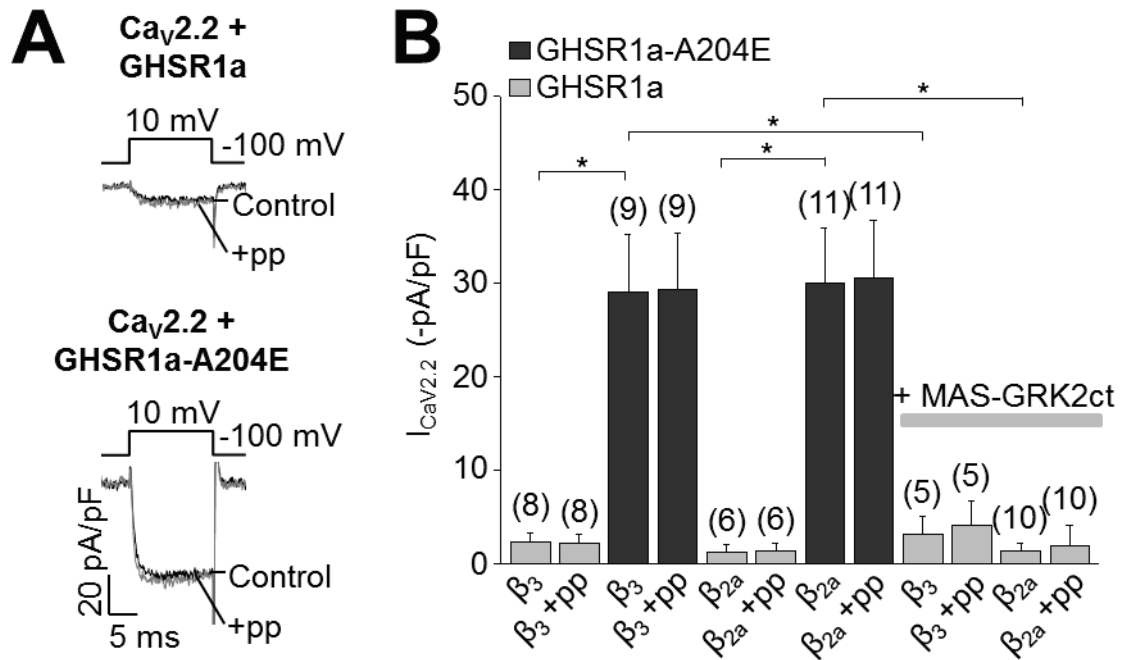 A
CaV2.2 +
GHSR1a
10 mV
-100 mV
Control
+pp
CaV2.2 +
GHSR1a-A204E
10 mV
-100 mV
20 pA/pF
Control
+pp
5 ms
B
GHSR1a-A204E
GHSR1a
50
40
30
20
10
0
ICaV2.2 (-pA/pF)
*
*
*
*
(8)
(8)
(9)
(9)
(6)
(6)
(11)
(11)
+ MAS-GRK2ct
(5)
(5)
(10)
(10)
β3
β3 +pp
β3
β3 +pp
β2a
β2a +pp
β2a
β2a +pp
β3
β3 +pp
β2a
β2a +pp